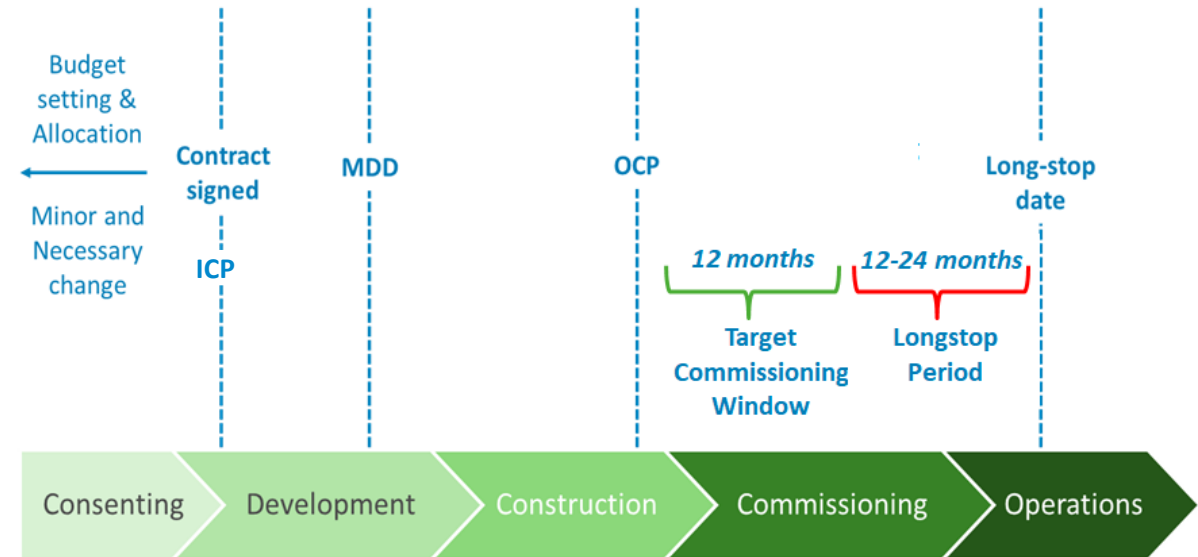 Budget
setting &
Allocation
Minor and
Necessary
change
Contract
signed
ICP
MDD
OCP
Long-stop
date
12 months
12-24 months
Target
Commissioning
Window
Longstop
Period
Consenting
Development
Construction
Commissioning
Operations